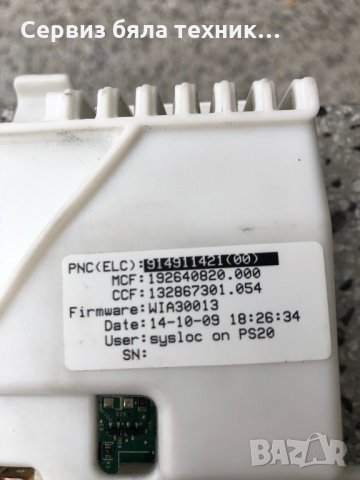 Сервиз бяла техник...
PNC(ELC):914911421(00)
MCF:192640820.000
CCF:132867301.054
Firmware:WIA30013
Date:14-10-09 18:26:34
User:sysloc on PS20
SN:
BAZAR